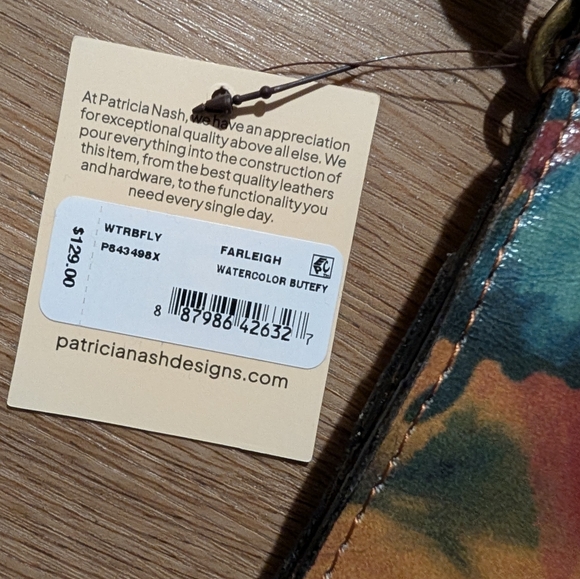 At Patricia Nash, we have an appreciation
for exceptional quality above all else. We
pour everything into the construction of
this item, from the best quality leathers
and hardware, to the functionality you
need every single day.
$129.00
WTRBFLY
P843498X
FARLEIGH
WATERCOLOR BUTEFY
8 87986 42632 7
patricianashdesigns.com